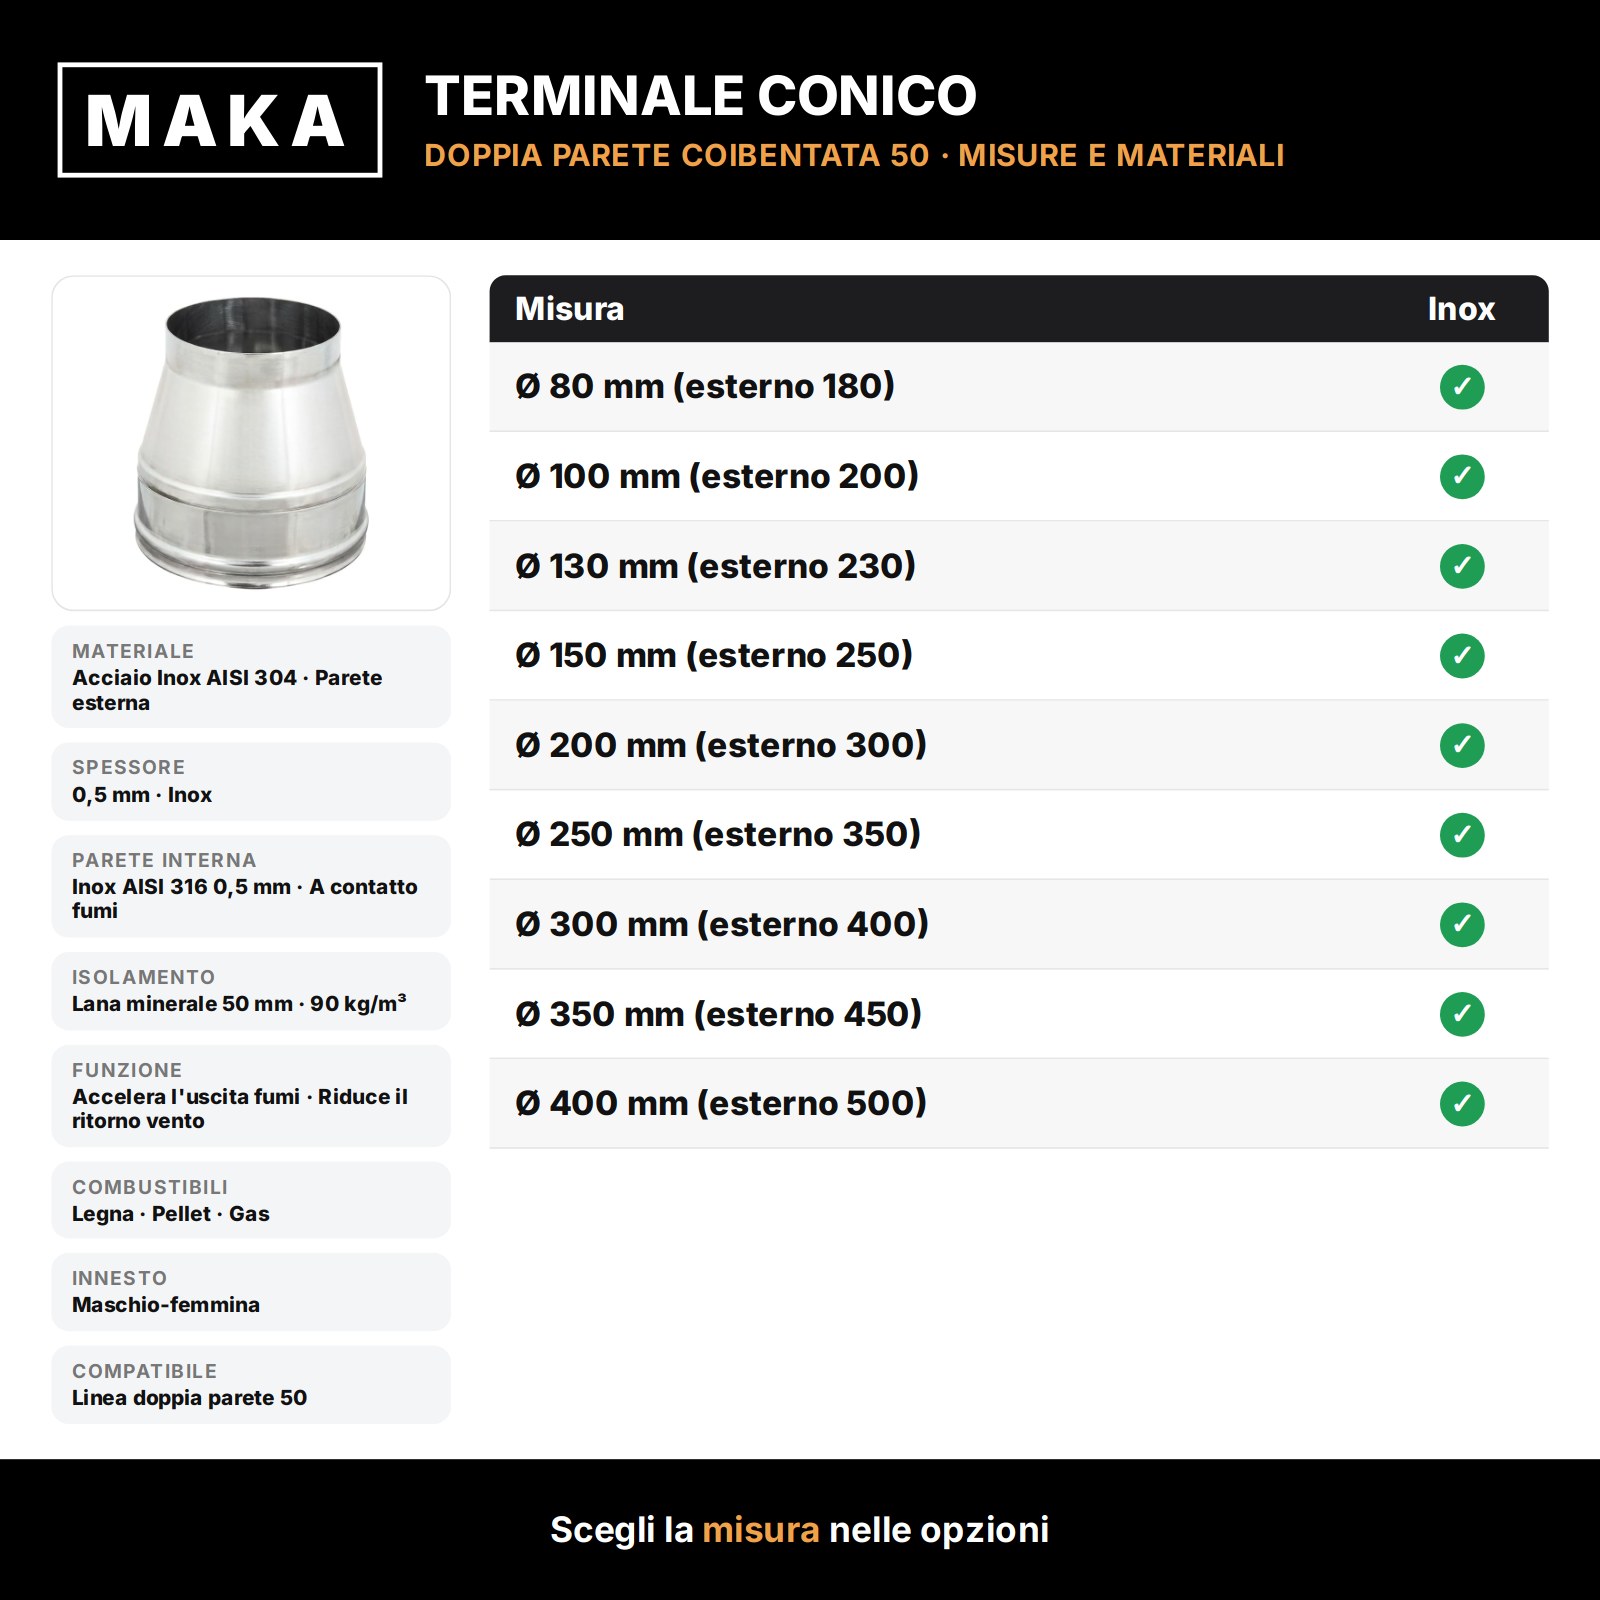 MAKA
TERMINALE CONICO
DOPPIA PARETE COIBENTATA 50 · MISURE E MATERIALI
MATERIALE
Acciaio Inox AISI 304 · Parete
esterna
SPESSORE
0,5 mm · Inox
PARETE INTERNA
Inox AISI 316 0,5 mm · A contatto
fumi
ISOLAMENTO
Lana minerale 50 mm · 90 kg/m³
FUNZIONE
Accelera l'uscita fumi · Riduce il
ritorno vento
COMBUSTIBILI
Legna · Pellet · Gas
INNESTO
Maschio-femmina
COMPATIBILE
Linea doppia parete 50
Misura Inox
Ø 80 mm (esterno 180) ✓
Ø 100 mm (esterno 200) ✓
Ø 130 mm (esterno 230) ✓
Ø 150 mm (esterno 250) ✓
Ø 200 mm (esterno 300) ✓
Ø 250 mm (esterno 350) ✓
Ø 300 mm (esterno 400) ✓
Ø 350 mm (esterno 450) ✓
Ø 400 mm (esterno 500) ✓
Scegli la misura nelle opzioni